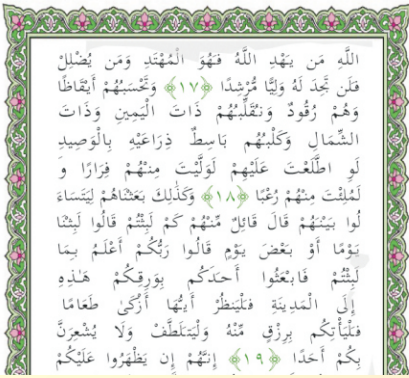 اللَّهِ مَن يَهْدِ اللَّهُ فَهُوَ الْمُهْتَدِ وَمَن يُضْلِلْ
فَلَن تَجِدَ لَهُ وَلِيًّا مُّرْشِدًا ﴿١٧﴾ وَتَحْسَبُهُمْ أَيْقَاظًا
وَهُمْ رُقُودٌ وَنُقَلِّبُهُمْ ذَاتَ الْيَمِينِ وَذَاتَ
الشِّمَالِ وَكَلْبُهُم بَاسِطٌ ذِرَاعَيْهِ بِالْوَصِيدِ
لَوِ اطَّلَعْتَ عَلَيْهِمْ لَوَلَّيْتَ مِنْهُمْ فِرَارًا وَ
لَمُلِئْتَ مِنْهُمْ رُعْبًا ﴿١٨﴾ وَكَذَٰلِكَ بَعَثْنَاهُمْ لِيَتَسَاءَ
لُوا بَيْنَهُمْ قَالَ قَائِلٌ مِّنْهُمْ كَمْ لَبِثْتُمْ قَالُوا لَبِثْنَا
يَوْمًا أَوْ بَعْضَ يَوْمٍ قَالُوا رَبُّكُمْ أَعْلَمُ بِمَا
لَبِثْتُمْ فَابْعَثُوا أَحَدَكُم بِوَرِقِكُمْ هَٰذِهِ
إِلَى الْمَدِينَةِ فَلْيَنظُرْ أَيُّهَا أَزْكَىٰ طَعَامًا
فَلْيَأْتِكُم بِرِزْقٍ مِّنْهُ وَلْيَتَلَطَّفْ وَلَا يُشْعِرَنَّ
بِكُمْ أَحَدًا ﴿١٩﴾ إِنَّهُمْ إِن يَظْهَرُوا عَلَيْكُمْ